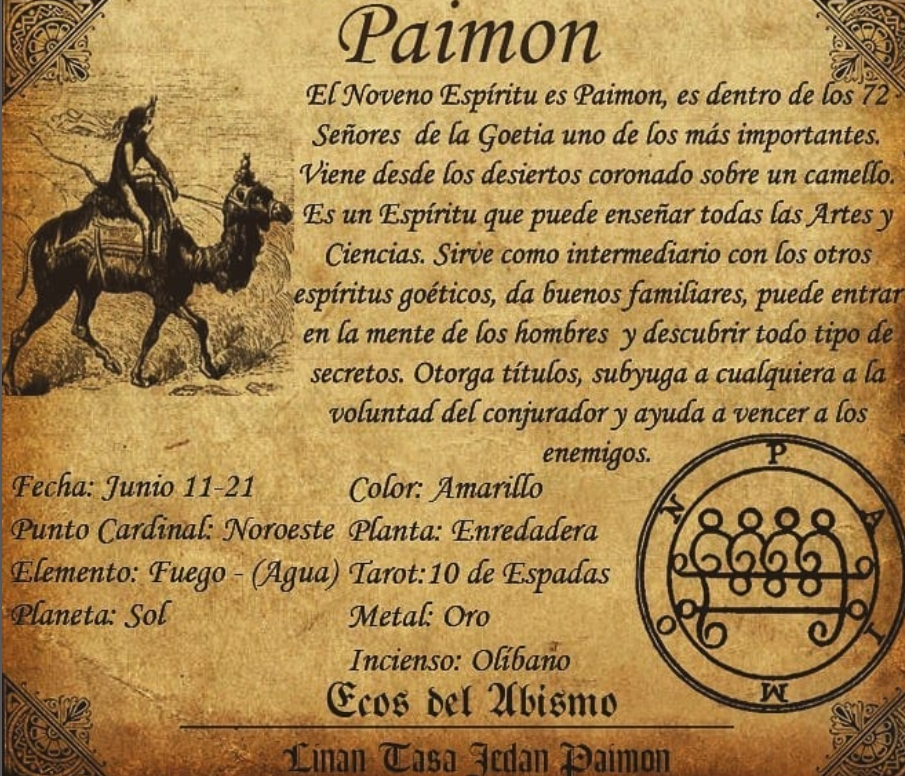 Paimon
El Noveno Espíritu es Paimon, es dentro de los 72
Señores de la Goetia uno de los más importantes.
Viene desde los desiertos coronado sobre un camello.
Es un Espíritu que puede enseñar todas las Artes y
Ciencias. Sirve como intermediario con los otros
espíritus goéticos, da buenos familiares, puede entrar
en la mente de los hombres y descubrir todo tipo de
secretos. Otorga títulos, subyuga a cualquiera a la
voluntad del conjurador y ayuda a vencer a los
enemigos.
Fecha: Junio 11-21
Punto Cardinal: Noroeste
Elemento: Fuego - (Agua)
Planeta: Sol
Color: Amarillo
Planta: Enredadera
Tarot:10 de Espadas
Metal: Oro
Incienso: Olíbano
P A I M O N
Ecos del Abismo
Linan Tasa Jedan Paimon